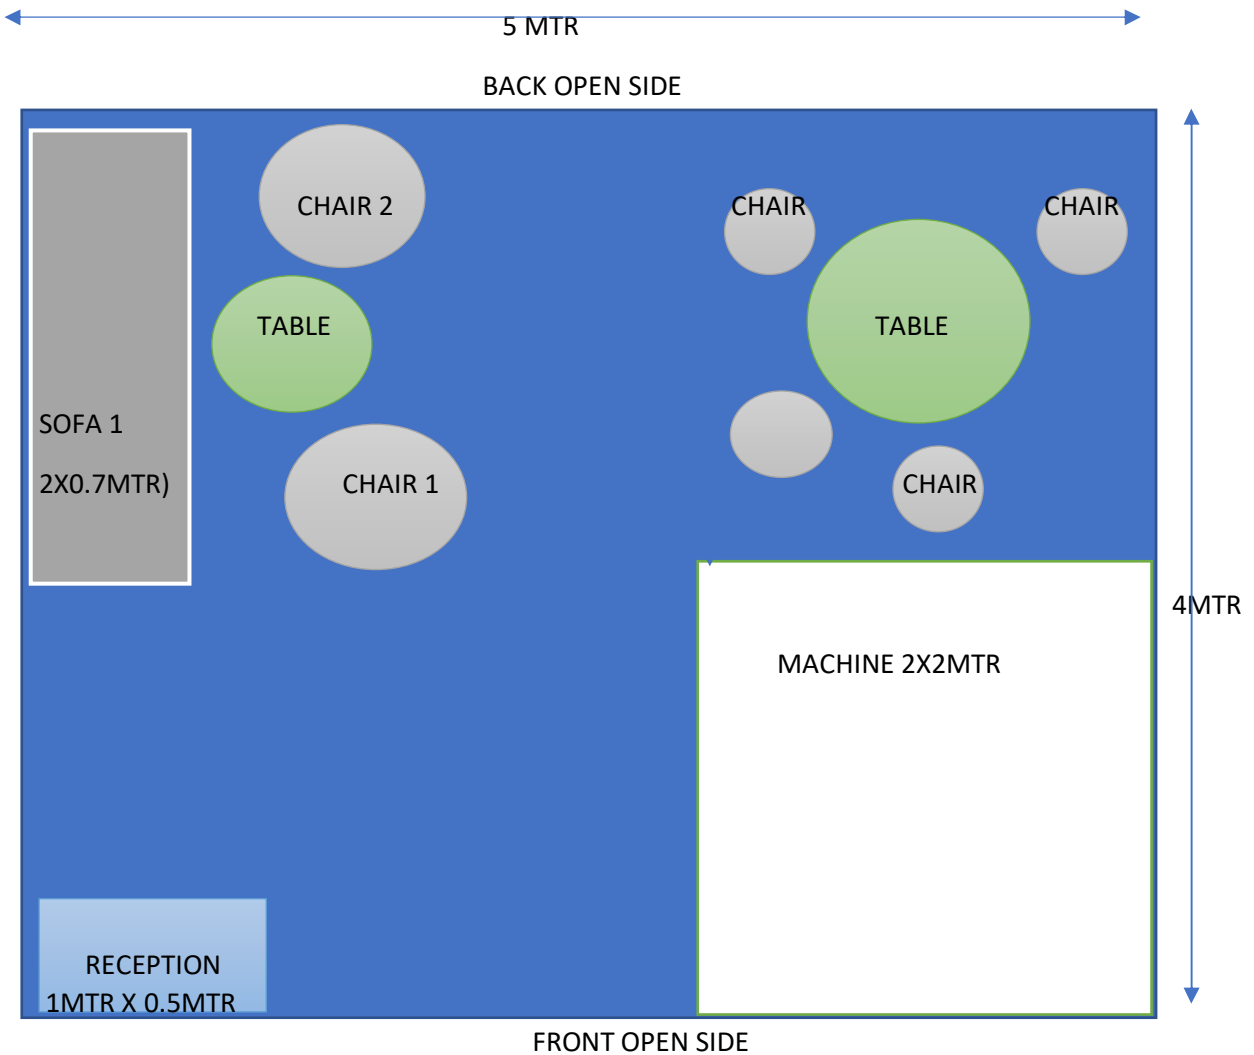 5 MTR
BACK OPEN SIDE
CHAIR 2
CHAIR
CHAIR
TABLE
TABLE
SOFA 1
2X0.7MTR)
CHAIR 1
CHAIR
4MTR
MACHINE 2X2MTR
RECEPTION
1MTR X 0.5MTR
FRONT OPEN SIDE